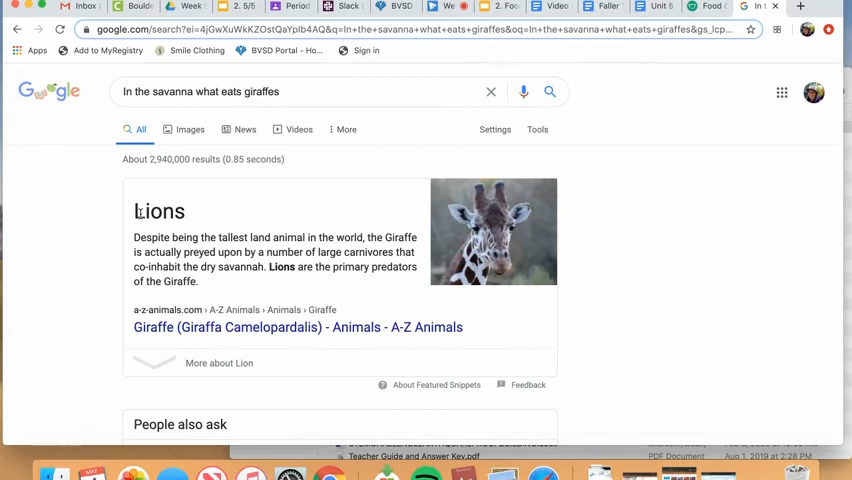 Inbox (
Boulde
Week
2. 5/5
Period
Slack
BVSD
We
2. Foo
Video
Faller
Unit 5
Food C
In t
google.com/search?ei=4jGwXuWkKZOstQaYpIb4AQ&q=In+the+savanna+what+eats+giraffes&oq=In+the+savanna+what+eats+giraffes&gs_lcp...
Apps
Add to MyRegistry
Smile Clothing
BVSD Portal - Ho...
Sign in
Google
In the savanna what eats giraffes
All
Images
News
Videos
More
Settings
Tools
About 2,940,000 results (0.85 seconds)
Lions
Despite being the tallest land animal in the world, the Giraffe
is actually preyed upon by a number of large carnivores that
co-inhabit the dry savannah. Lions are the primary predators
of the Giraffe.
a-z-animals.com › A-Z Animals › Animals › Giraffe
Giraffe (Giraffa Camelopardalis) - Animals - A-Z Animals
More about Lion
About Featured Snippets
Feedback
People also ask
Teacher Guide and Answer Key.pdf
PDF Document
Aug 1, 2019 at 2:28 PM